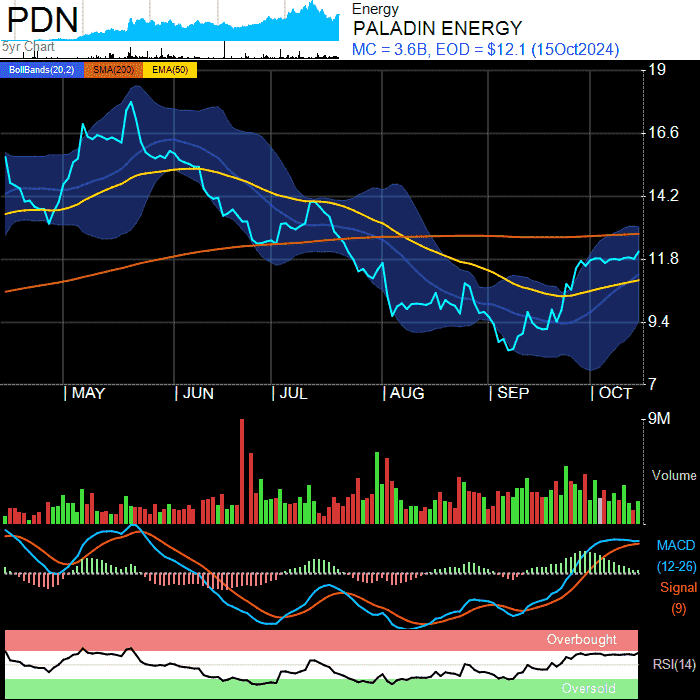 PDN
5yr Chart
Energy
PALADIN ENERGY
MC = 3.6B, EOD = $12.1 (15Oct2024)
BollBands(20,2) SMA(200) EMA(50)
19
16.6
14.2
11.8
9.4
7
MAY JUN JUL AUG SEP OCT
9M
Volume
MACD
(12-26)
Signal
(9)
Overbought
RSI(14)
Oversold